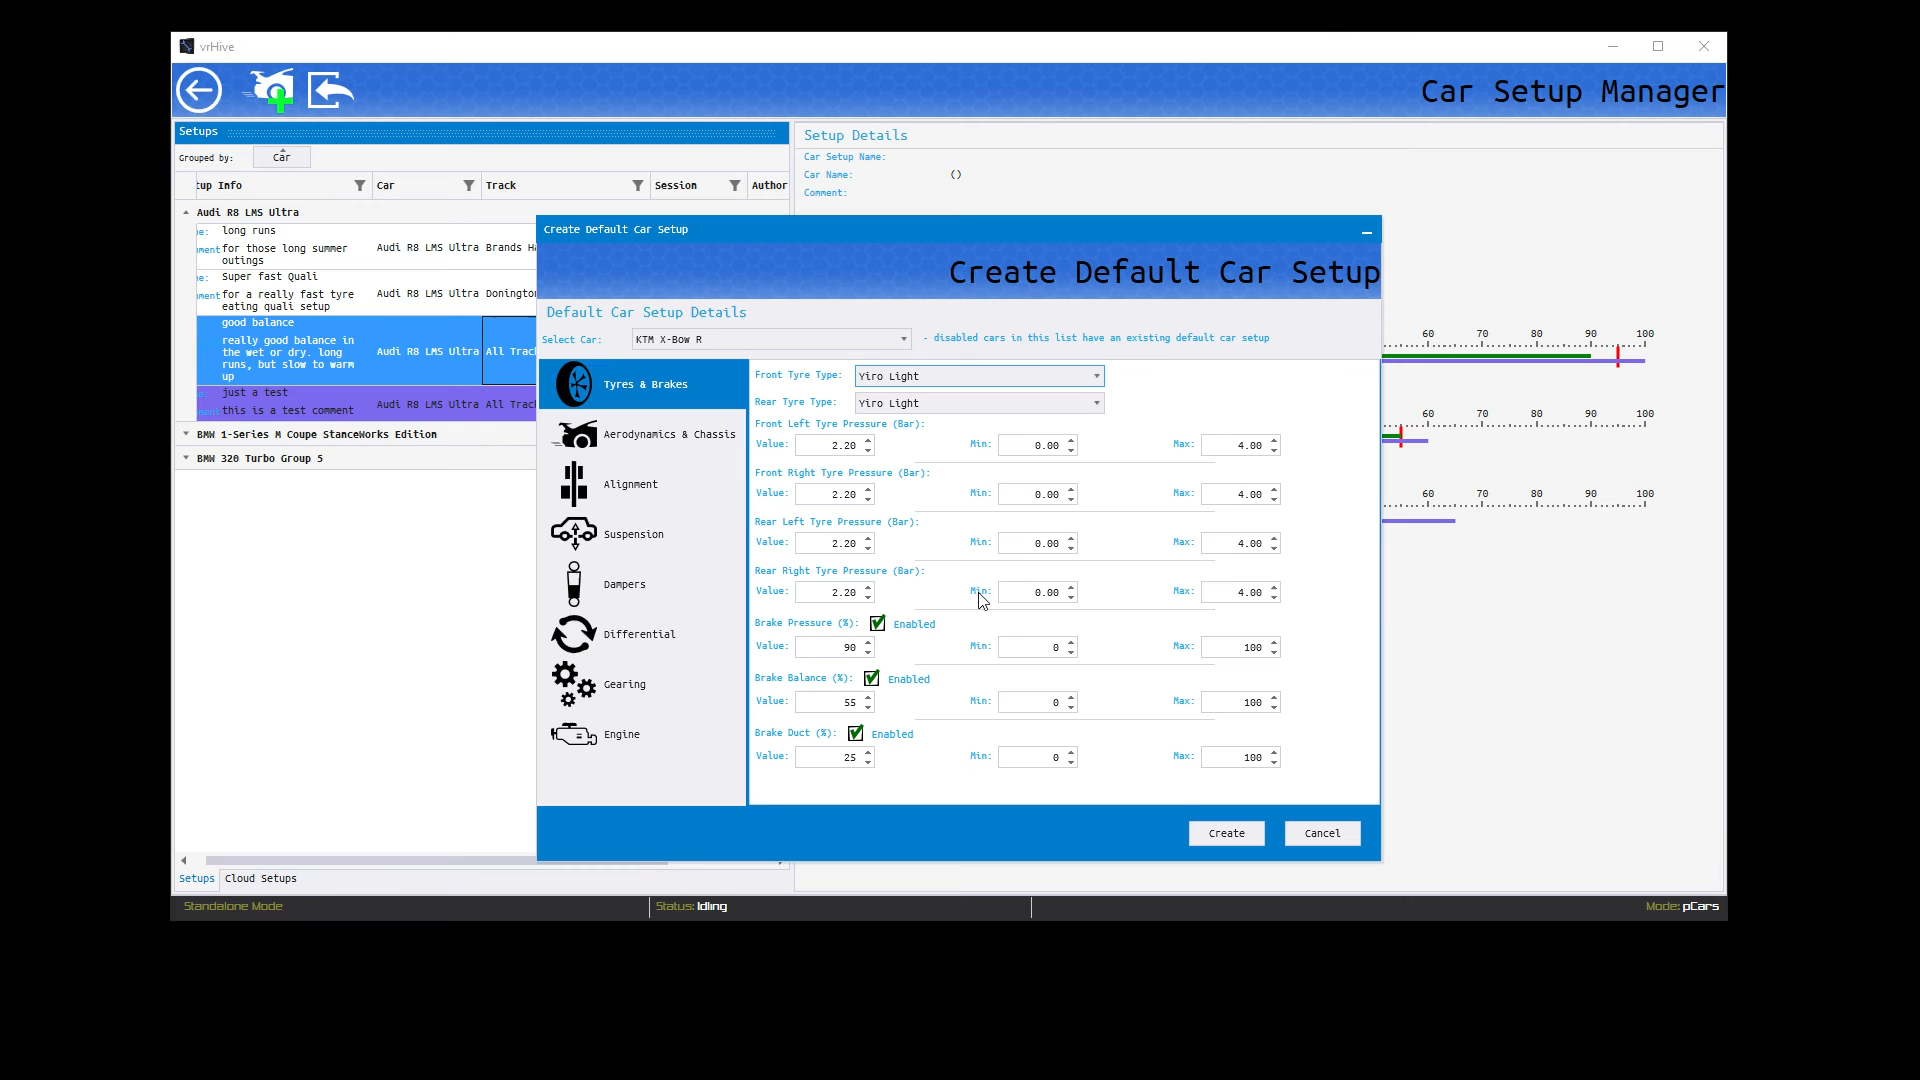 vrHive
Car Setup Manager
Setups
Grouped by: Car
tup Info Car Track Session Author
Audi R8 LMS Ultra
me: long runs
ment for those long summer outings Audi R8 LMS Ultra Brands Ha
me: Super fast Quali
ment for a really fast tyre eating quali setup Audi R8 LMS Ultra Doningto
good balance
really good balance in the wet or dry. long runs, but slow to warm up Audi R8 LMS Ultra All Track
just a test
this is a test comment Audi R8 LMS Ultra All Track
BMW 1-Series M Coupe StanceWorks Edition
BMW 320 Turbo Group 5
Setups Cloud Setups
Setup Details
Car Setup Name:
Car Name: ()
Comment:
60 70 80 90 100
60 70 80 90 100
60 70 80 90 100
Create Default Car Setup
Create Default Car Setup
Default Car Setup Details
Select Car: KTM X-Bow R - disabled cars in this list have an existing default car setup
Tyres & Brakes
Aerodynamics & Chassis
Alignment
Suspension
Dampers
Differential
Gearing
Engine
Front Tyre Type: Yiro Light
Rear Tyre Type: Yiro Light
Front Left Tyre Pressure (Bar):
Value: 2.20 Min: 0.00 Max: 4.00
Front Right Tyre Pressure (Bar):
Value: 2.20 Min: 0.00 Max: 4.00
Rear Left Tyre Pressure (Bar):
Value: 2.20 Min: 0.00 Max: 4.00
Rear Right Tyre Pressure (Bar):
Value: 2.20 Min: 0.00 Max: 4.00
Brake Pressure (%): Enabled
Value: 90 Min: 0 Max: 100
Brake Balance (%): Enabled
Value: 55 Min: 0 Max: 100
Brake Duct (%): Enabled
Value: 25 Min: 0 Max: 100
Create Cancel
Standalone Mode Status: Idling Mode: pCars